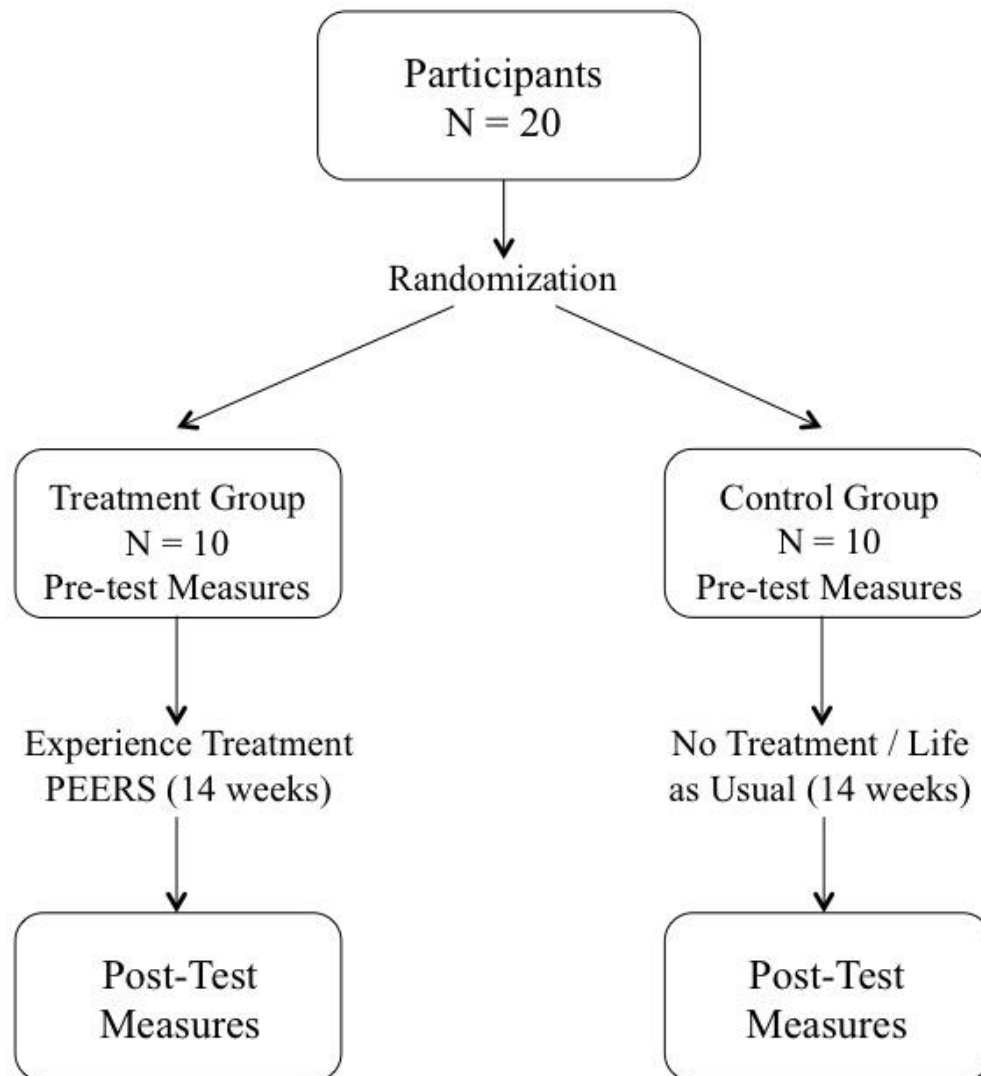 Participants
N = 20
Randomization
Treatment Group
N = 10
Pre-test Measures
Control Group
N = 10
Pre-test Measures
Experience Treatment
PEERS (14 weeks)
No Treatment / Life
as Usual (14 weeks)
Post-Test
Measures
Post-Test
Measures